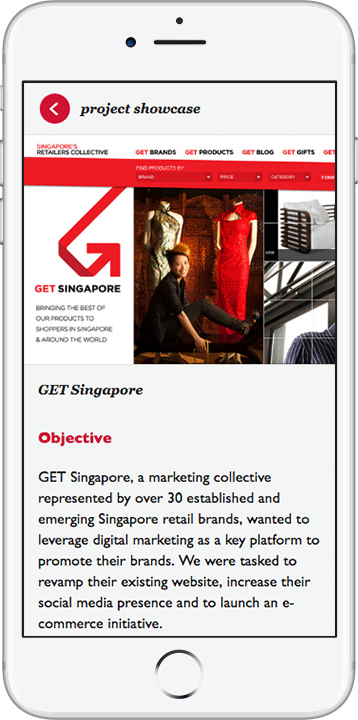 project showcase
SINGAPORE'S
RETAILERS COLLECTIVE
GET BRANDS GET PRODUCTS GET BLOG GET GIFTS GET
FIND PRODUCTS BY:
BRAND PRICE CATEGORY FIND
GET SINGAPORE
BRINGING THE BEST OF
OUR PRODUCTS TO
SHOPPERS IN SINGAPORE
& AROUND THE WORLD
GET Singapore
Objective
GET Singapore, a marketing collective
represented by over 30 established and
emerging Singapore retail brands, wanted to
leverage digital marketing as a key platform to
promote their brands. We were tasked to
revamp their existing website, increase their
social media presence and to launch an e-
commerce initiative.